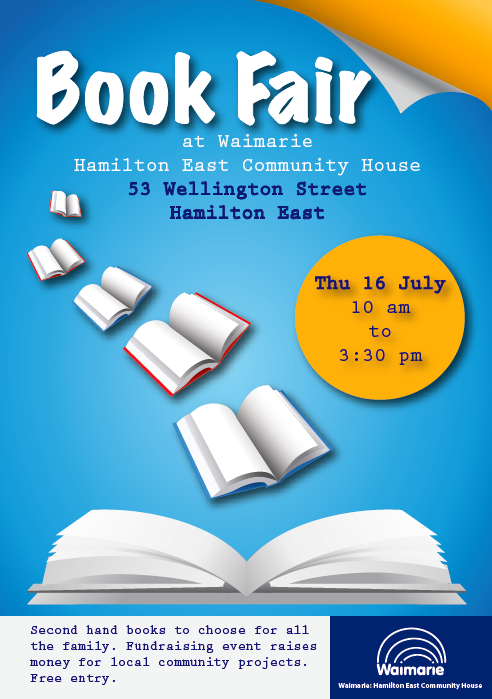 Book Fair
at Waimarie
Hamilton East Community House
53 Wellington Street
Hamilton East
Thu 16 July
10 am
to
3:30 pm
Second hand books to choose for all
the family. Fundraising event raises
money for local community projects.
Free entry.
Waimarie
Waimarie: Hamilton East Community House